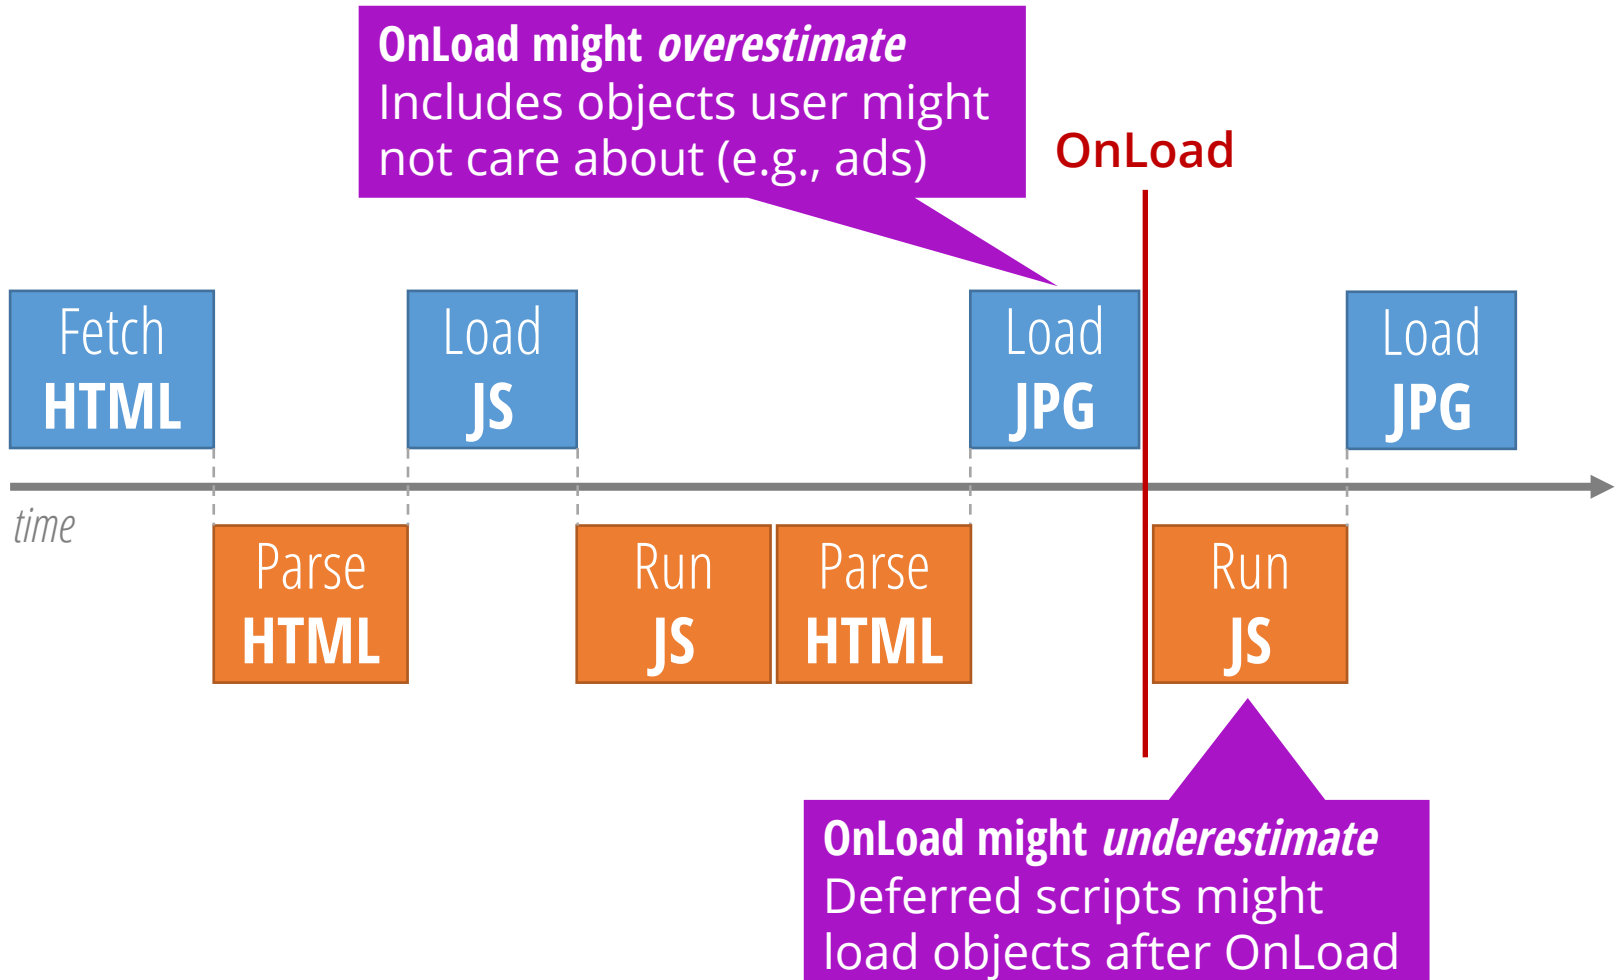 OnLoad might overestimate
Includes objects user might
not care about (e.g., ads)
OnLoad
Fetch
HTML
Load
JS
Load
JPG
Load
JPG
time
Parse
HTML
Run
JS
Parse
HTML
Run
JS
OnLoad might underestimate
Deferred scripts might
load objects after OnLoad